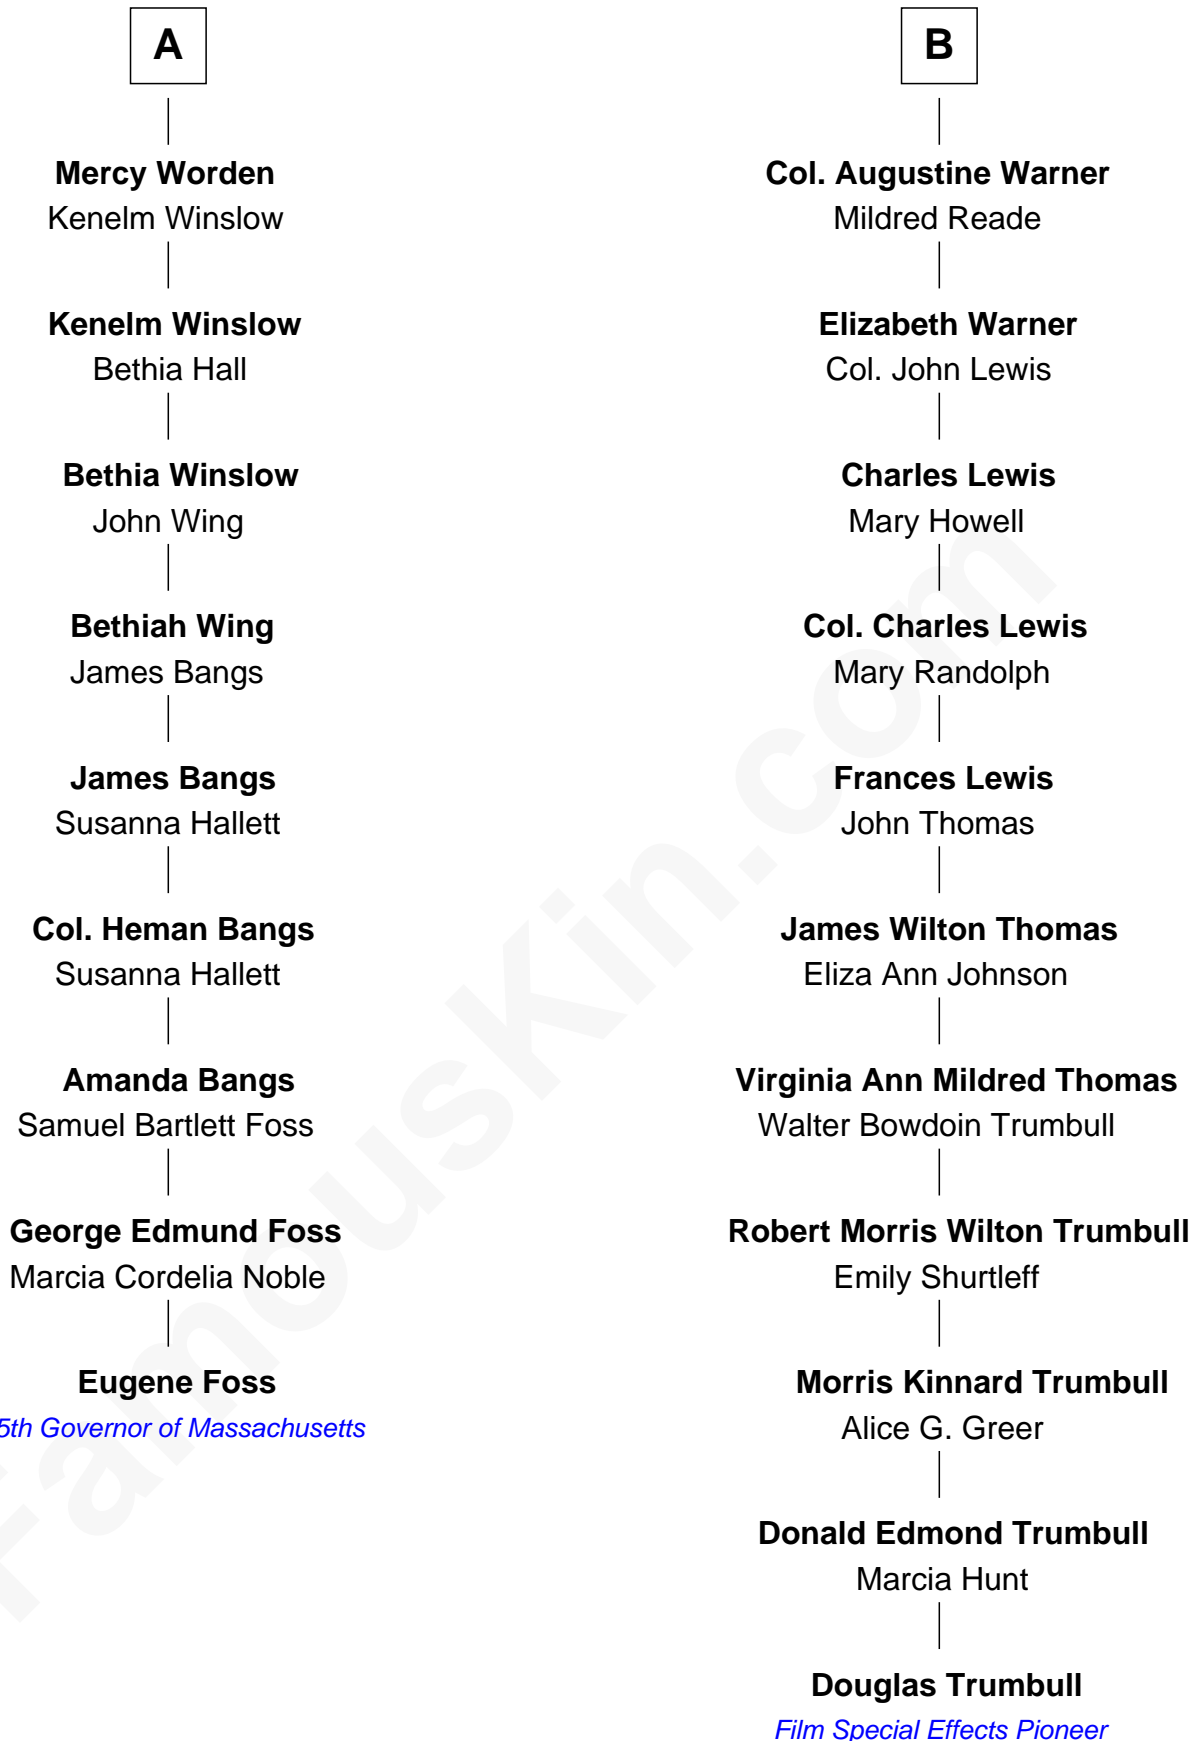 A
Mercy Worden
Kenelm Winslow
Kenelm Winslow
Bethia Hall
Bethia Winslow
John Wing
Bethiah Wing
James Bangs
James Bangs
Susanna Hallett
Col. Heman Bangs
Susanna Hallett
Amanda Bangs
Samuel Bartlett Foss
George Edmund Foss
Marcia Cordelia Noble
Eugene Foss
5th Governor of Massachusetts
B
Col. Augustine Warner
Mildred Reade
Elizabeth Warner
Col. John Lewis
Charles Lewis
Mary Howell
Col. Charles Lewis
Mary Randolph
Frances Lewis
John Thomas
James Wilton Thomas
Eliza Ann Johnson
Virginia Ann Mildred Thomas
Walter Bowdoin Trumbull
Robert Morris Wilton Trumbull
Emily Shurtleff
Morris Kinnard Trumbull
Alice G. Greer
Donald Edmond Trumbull
Marcia Hunt
Douglas Trumbull
Film Special Effects Pioneer
FamousKin.com